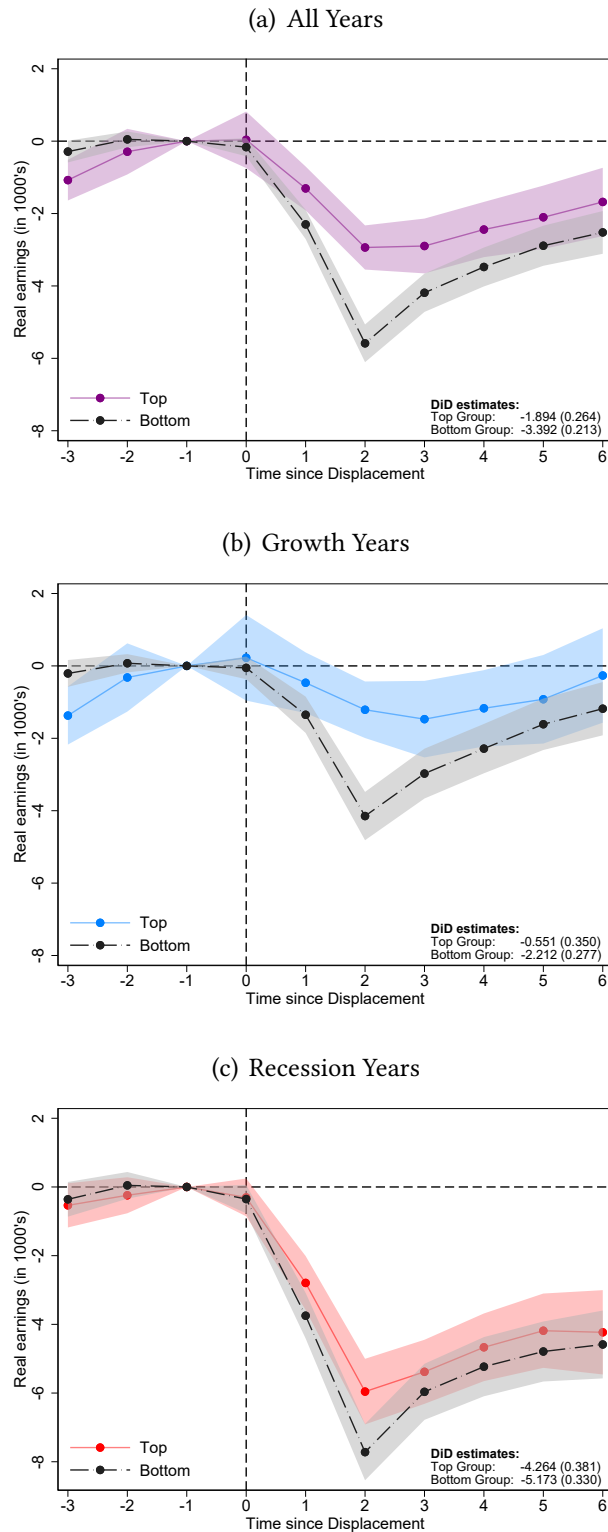 (a) All Years
Real earnings (in 1000's)
2
0
-2
-4
-6
-8
Top
Bottom
DiD estimates:
Top Group: -1.894 (0.264)
Bottom Group: -3.392 (0.213)
-3 -2 -1 0 1 2 3 4 5 6
Time since Displacement
(b) Growth Years
Real earnings (in 1000's)
2
0
-2
-4
-6
-8
Top
Bottom
DiD estimates:
Top Group: -0.551 (0.350)
Bottom Group: -2.212 (0.277)
-3 -2 -1 0 1 2 3 4 5 6
Time since Displacement
(c) Recession Years
Real earnings (in 1000's)
2
0
-2
-4
-6
-8
Top
Bottom
DiD estimates:
Top Group: -4.264 (0.381)
Bottom Group: -5.173 (0.330)
-3 -2 -1 0 1 2 3 4 5 6
Time since Displacement